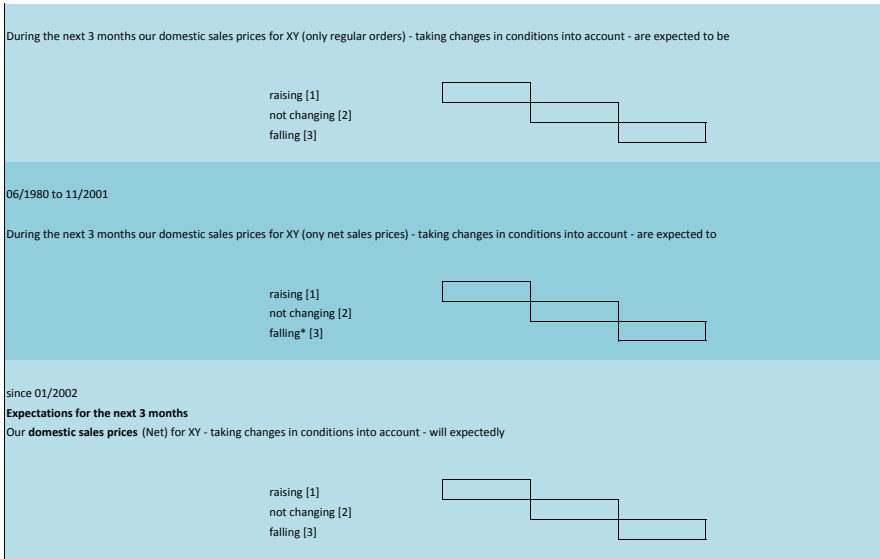 During the next 3 months our domestic sales prices for XY (only regular orders) - taking changes in conditions into account - are expected to be
raising [1]
not changing [2]
falling [3]
06/1980 to 11/2001
During the next 3 months our domestic sales prices for XY (ony net sales prices) - taking changes in conditions into account - are expected to
raising [1]
not changing [2]
falling* [3]
since 01/2002
Expectations for the next 3 months
Our domestic sales prices (Net) for XY - taking changes in conditions into account - will expectedly
raising [1]
not changing [2]
falling [3]